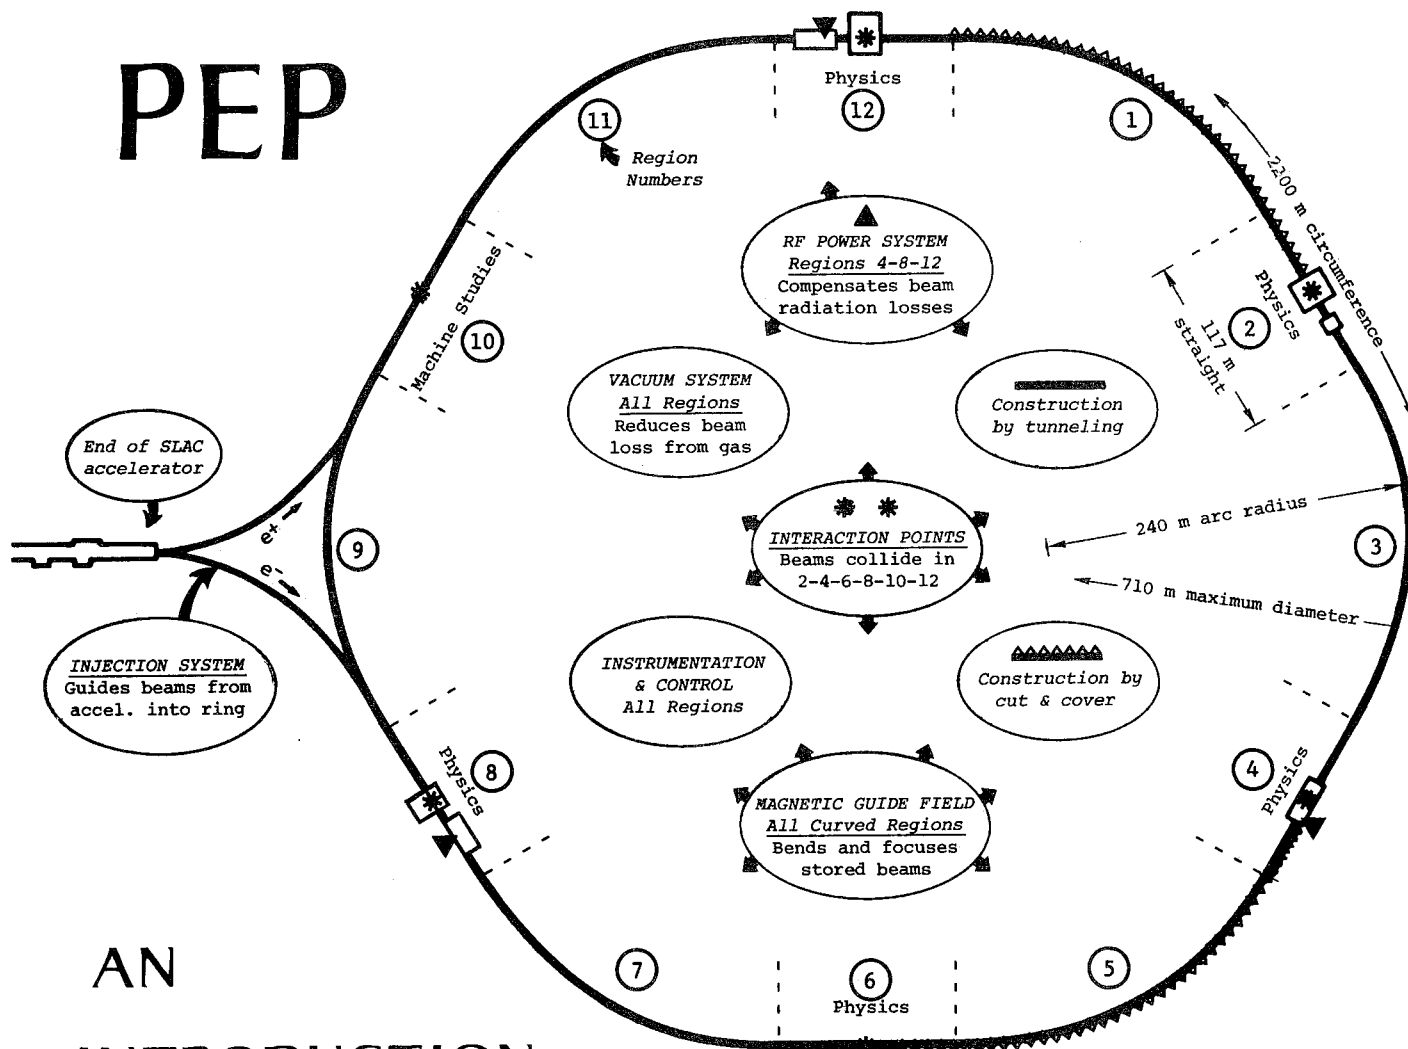 PEP
Physics
12
11
1
Region
Numbers
2200 m circumference
RF POWER SYSTEM
Regions 4-8-12
Compensates beam
radiation losses
Machine Studies
10
Physics
2
117 m
straight
VACUUM SYSTEM
All Regions
Reduces beam
loss from gas
Construction
by tunneling
End of SLAC
accelerator
e+
e-
9
INTERACTION POINTS
Beams collide in
2-4-6-8-10-12
240 m arc radius
3
710 m maximum diameter
INJECTION SYSTEM
Guides beams from
accel. into ring
INSTRUMENTATION
& CONTROL
All Regions
Construction by
cut & cover
Physics
8
4
Physics
MAGNETIC GUIDE FIELD
All Curved Regions
Bends and focuses
stored beams
7
6
Physics
5
AN
INTRODUCTION